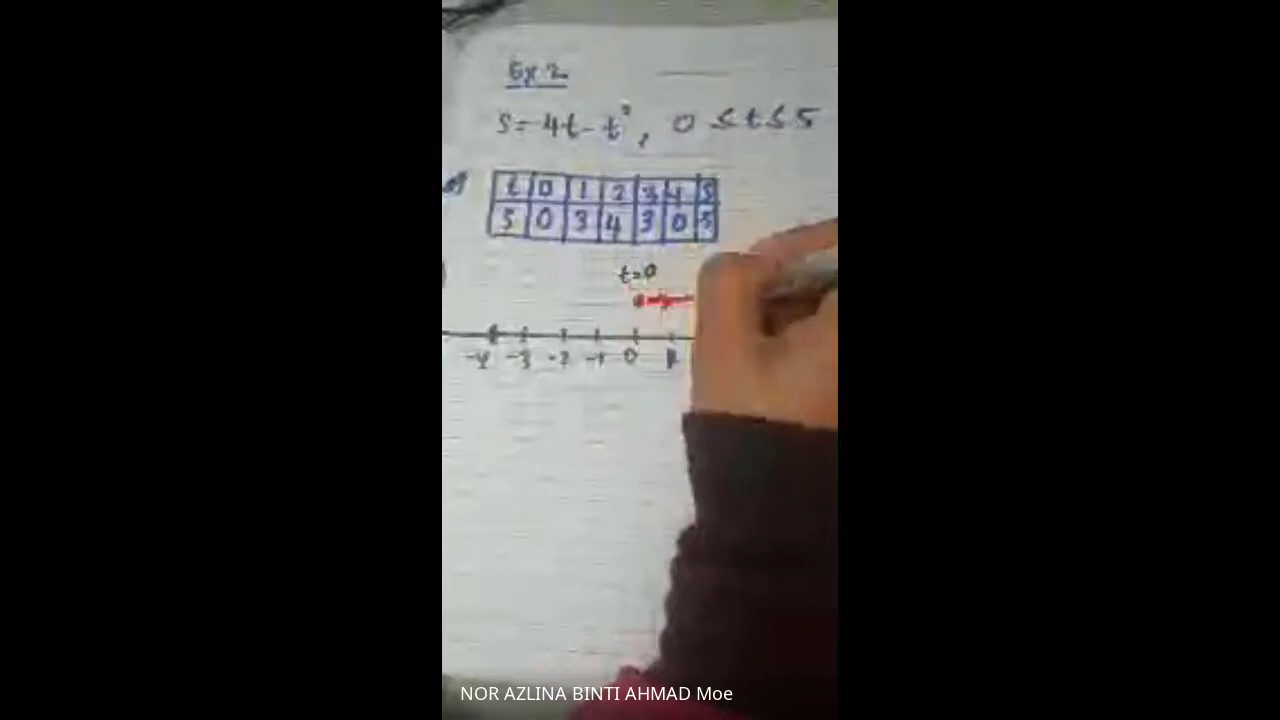 Ex 2
S = 4t - t², 0 ≤ t ≤ 5
t 0 1 2 3 4 5
S 0 3 4 3 0 -5
t=0
-4 -3 -2 -1 0 1
NOR AZLINA BINTI AHMAD Moe